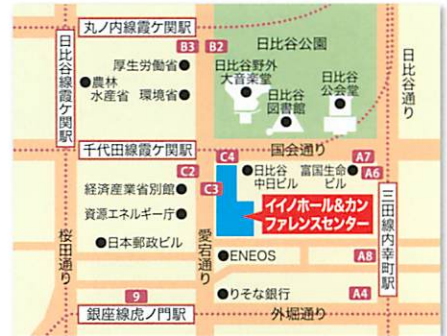 丸ノ内線霞ケ関駅
B3
B2
日比谷公園
日比谷線霞ケ関駅
厚生労働省
農林
水産省
環境省
日比谷野外
大音楽堂
日比谷
図書館
日比谷
公会堂
日比谷通り
千代田線霞ケ関駅
国会通り
C4
A7
C2
C3
日比谷
中日ビル
富国生命
ビル
A6
経済産業省別館
資源エネルギー庁
日本郵政ビル
イイノホール&カン
ファレンスセンター
桜田通り
愛宕通り
三田線内幸町駅
ENEOS
A8
9
りそな銀行
A4
銀座線虎ノ門駅
外堀通り